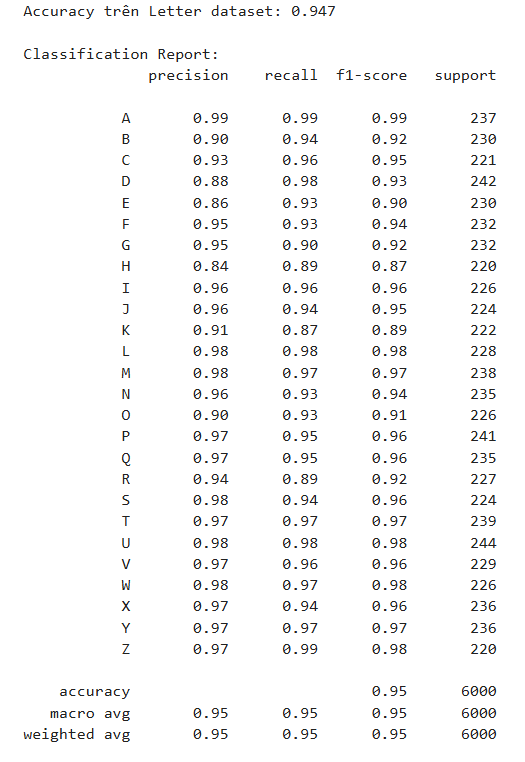 Accuracy trên Letter dataset: 0.947
Classification Report:
precision recall f1-score support
A 0.99 0.99 0.99 237
B 0.90 0.94 0.92 230
C 0.93 0.96 0.95 221
D 0.88 0.98 0.93 242
E 0.86 0.93 0.90 230
F 0.95 0.93 0.94 232
G 0.95 0.90 0.92 232
H 0.84 0.89 0.87 220
I 0.96 0.96 0.96 226
J 0.96 0.94 0.95 224
K 0.91 0.87 0.89 222
L 0.98 0.98 0.98 228
M 0.98 0.97 0.97 238
N 0.96 0.93 0.94 235
O 0.90 0.93 0.91 226
P 0.97 0.95 0.96 241
Q 0.97 0.95 0.96 235
R 0.94 0.89 0.92 227
S 0.98 0.94 0.96 224
T 0.97 0.97 0.97 239
U 0.98 0.98 0.98 244
V 0.97 0.96 0.96 229
W 0.98 0.97 0.98 226
X 0.97 0.94 0.96 236
Y 0.97 0.97 0.97 236
Z 0.97 0.99 0.98 220
accuracy 0.95 6000
macro avg 0.95 0.95 0.95 6000
weighted avg 0.95 0.95 0.95 6000